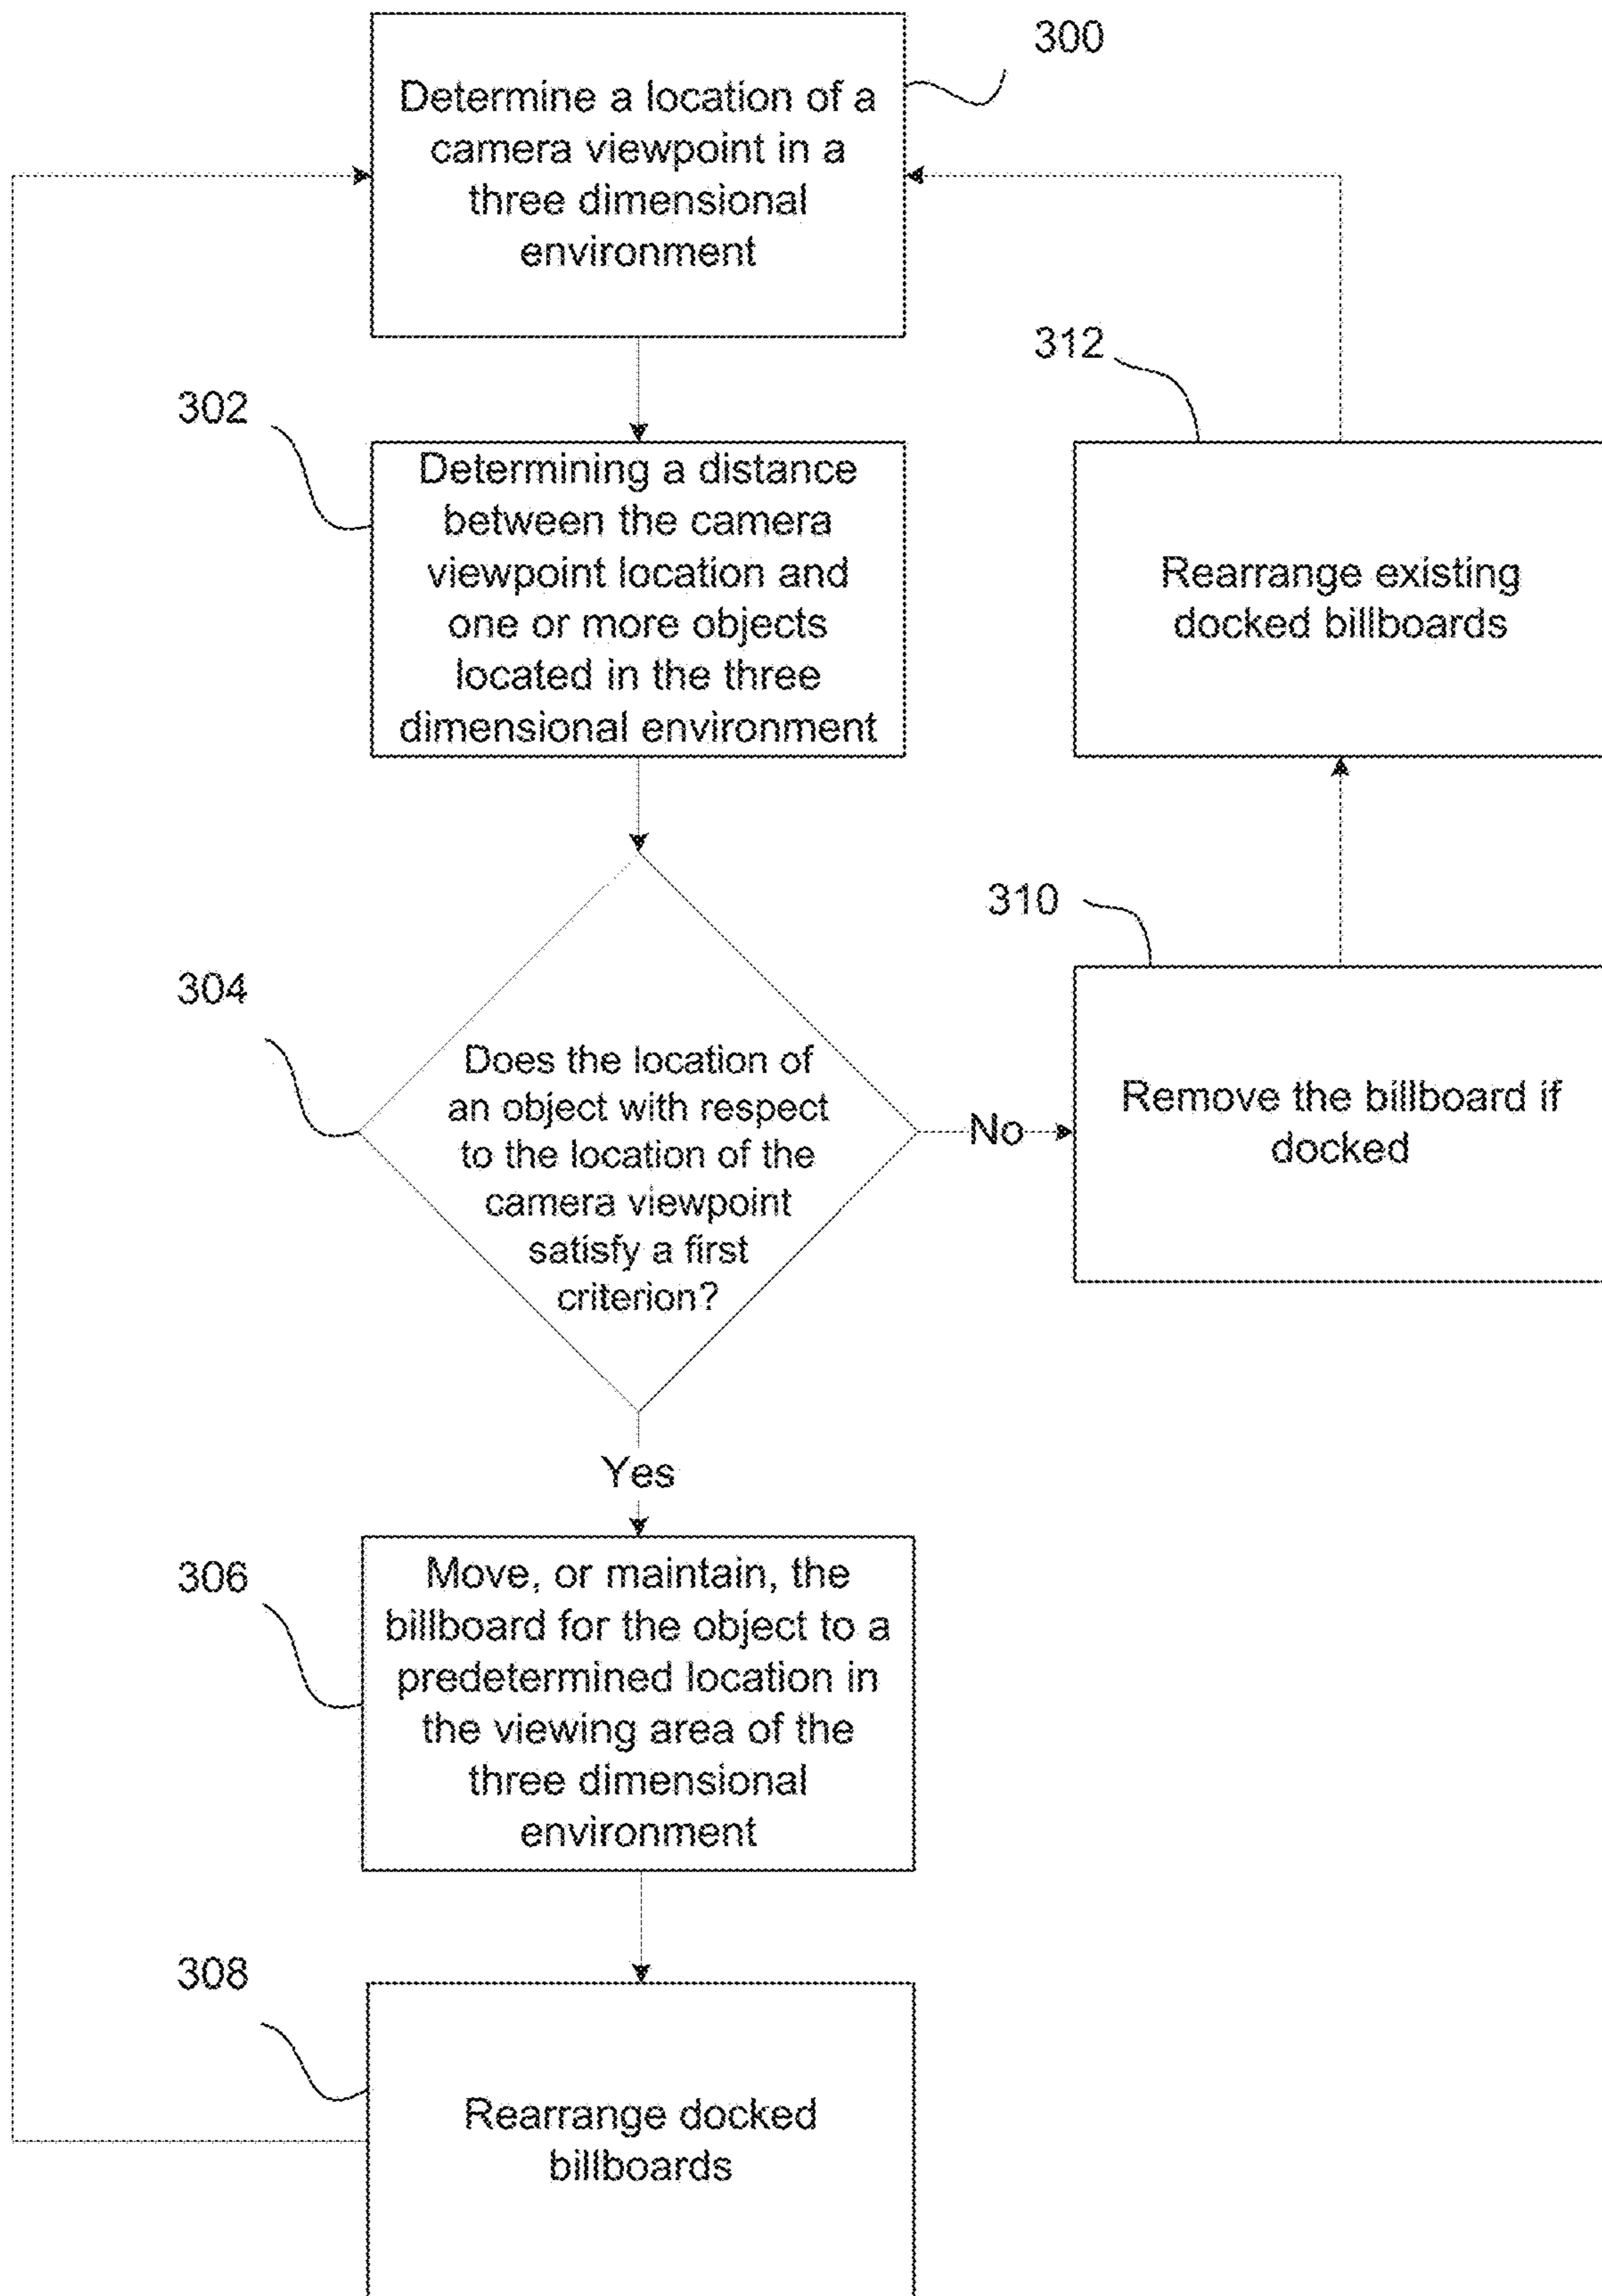 300
Determine a location of a
camera viewpoint in a
three dimensional
environment
302
Determining a distance
between the camera
viewpoint location and
one or more objects
located in the three
dimensional environment
312
Rearrange existing
docked billboards
304
Does the location of
an object with respect
to the location of the
camera viewpoint
satisfy a first
criterion?
No
310
Remove the billboard if
docked
Yes
306
Move, or maintain, the
billboard for the object to a
predetermined location in
the viewing area of the
three dimensional
environment
308
Rearrange docked
billboards